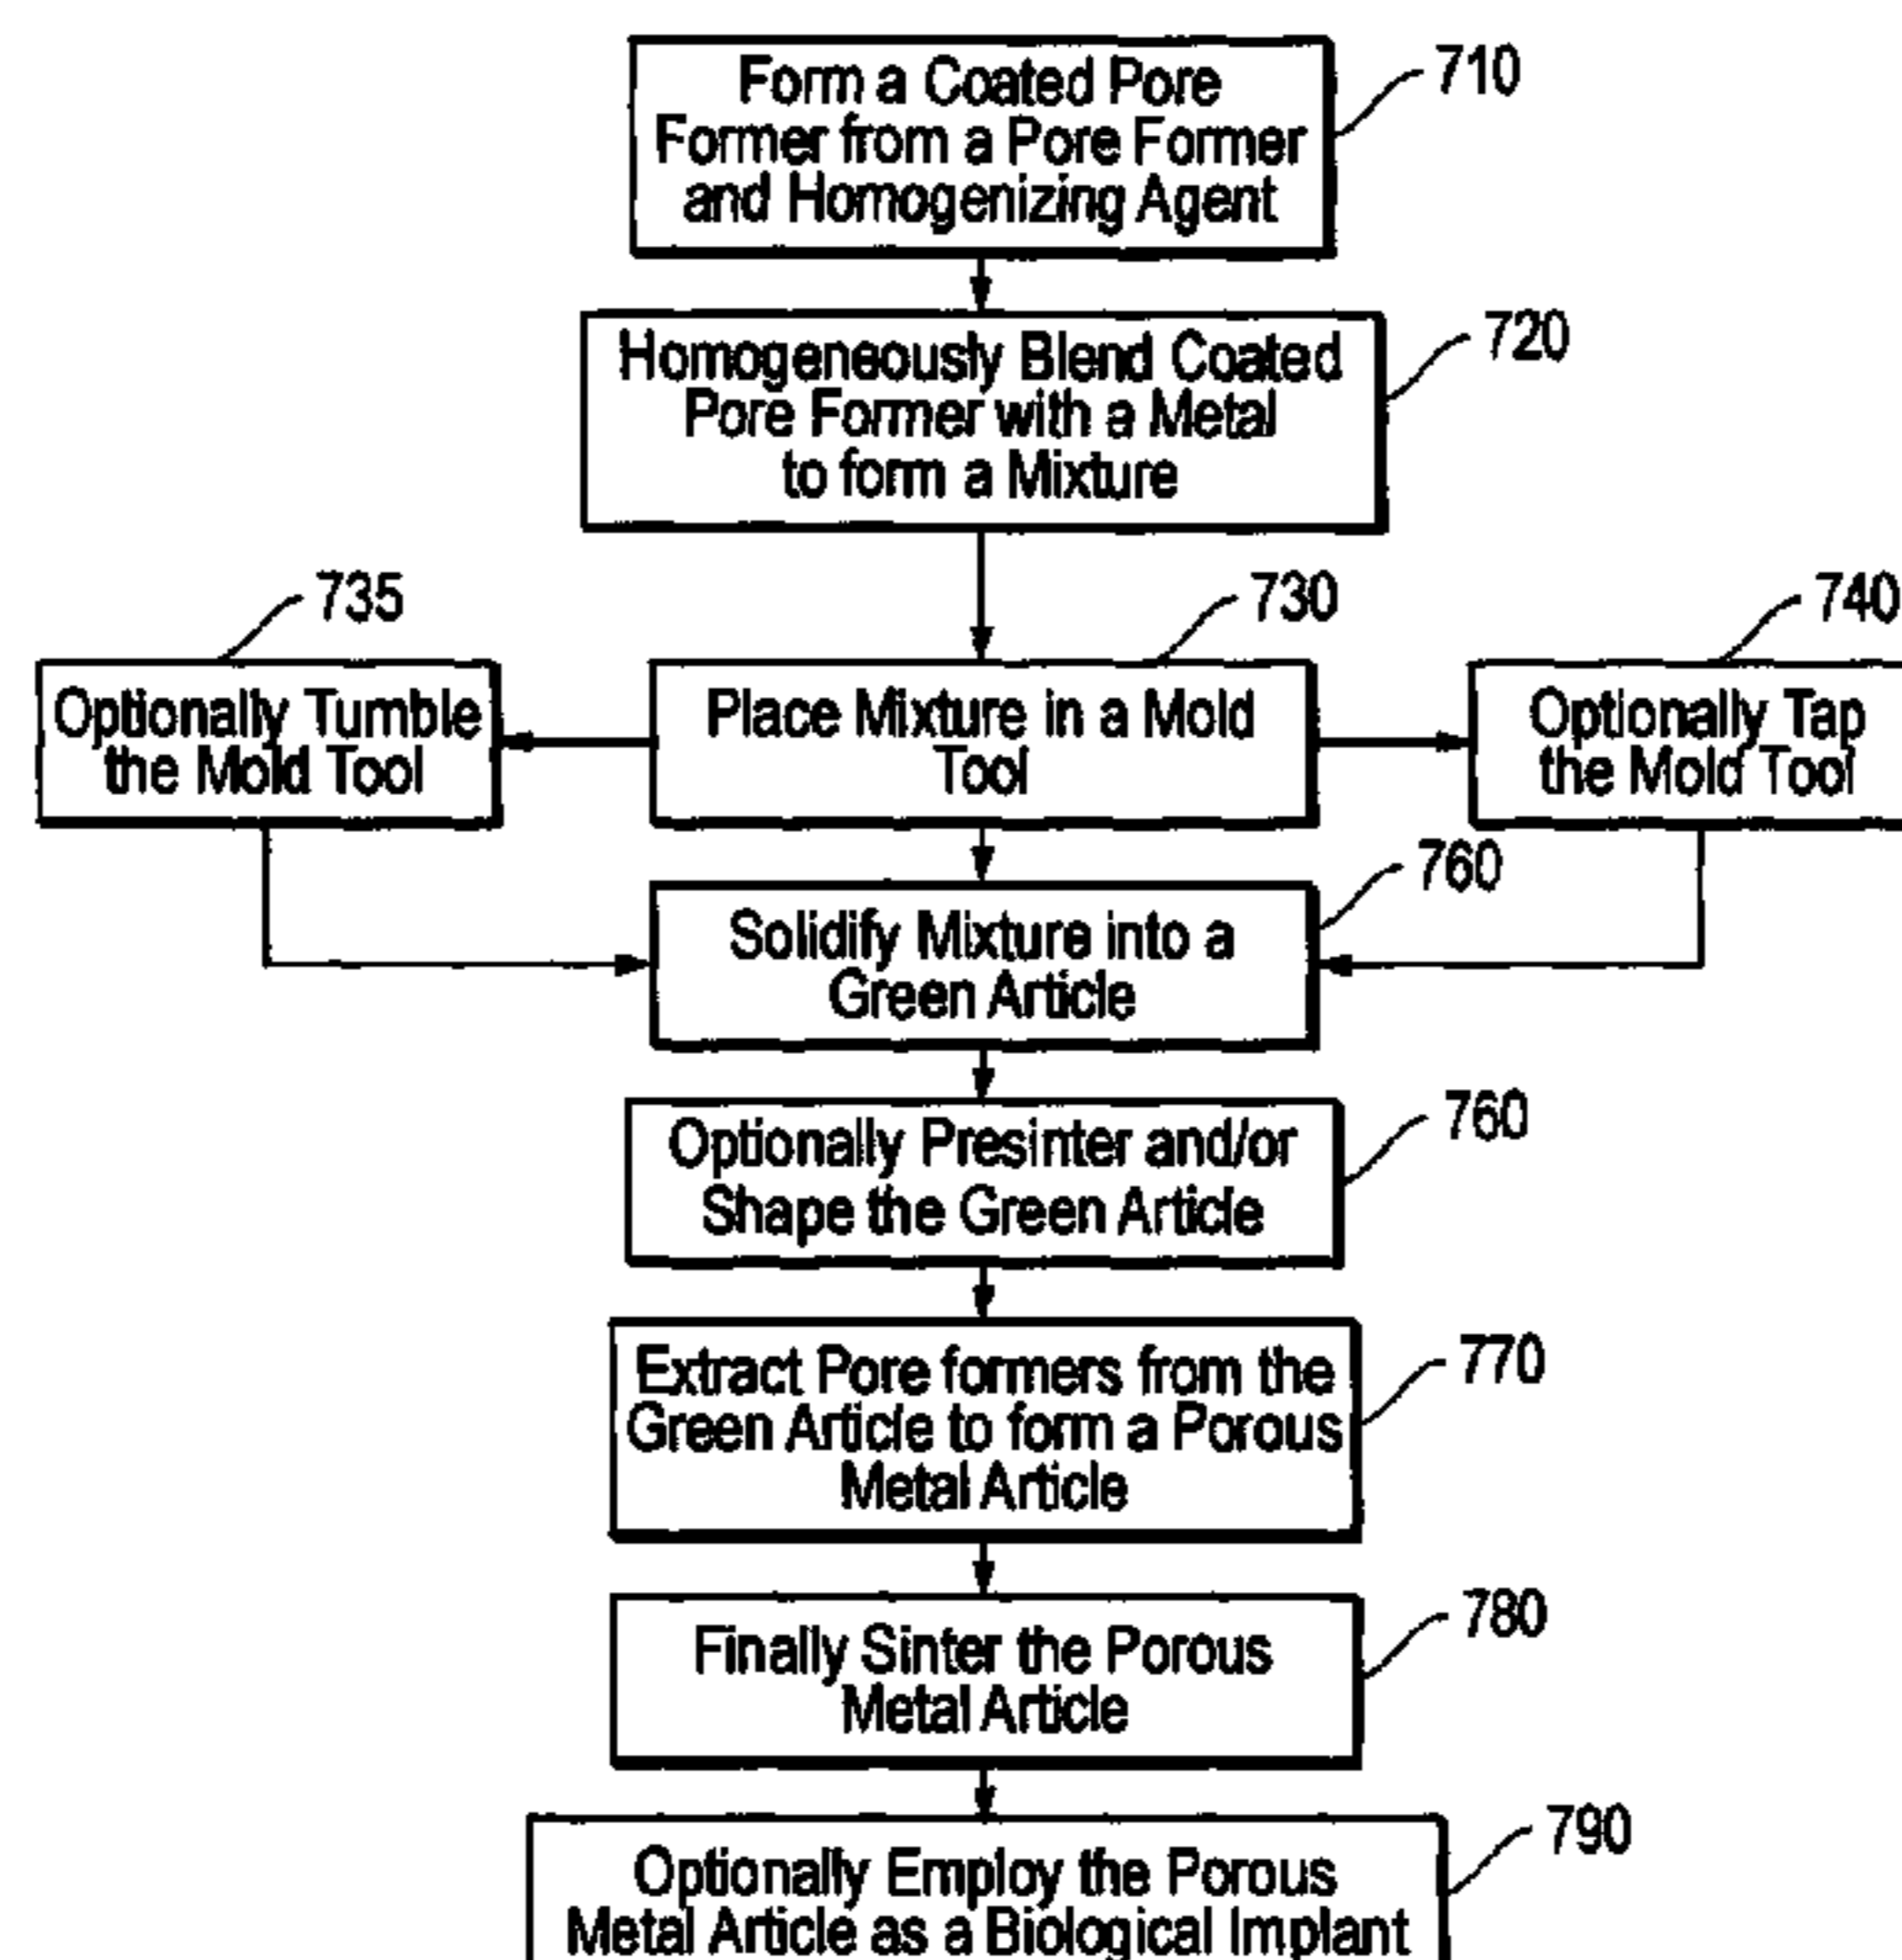 Form a Coated Pore
Former from a Pore Former
and Homogenizing Agent
710
Homogeneously Blend Coated
Pore Former with a Metal
to form a Mixture
720
735
Optionally Tumble
the Mold Tool
730
Place Mixture in a Mold
Tool
740
Optionally Tap
the Mold Tool
760
Solidify Mixture into a
Green Article
760
Optionally Presinter and/or
Shape the Green Article
770
Extract Pore formers from the
Green Article to form a Porous
Metal Article
780
Finally Sinter the Porous
Metal Article
790
Optionally Employ the Porous
Metal Article as a Biological Implant